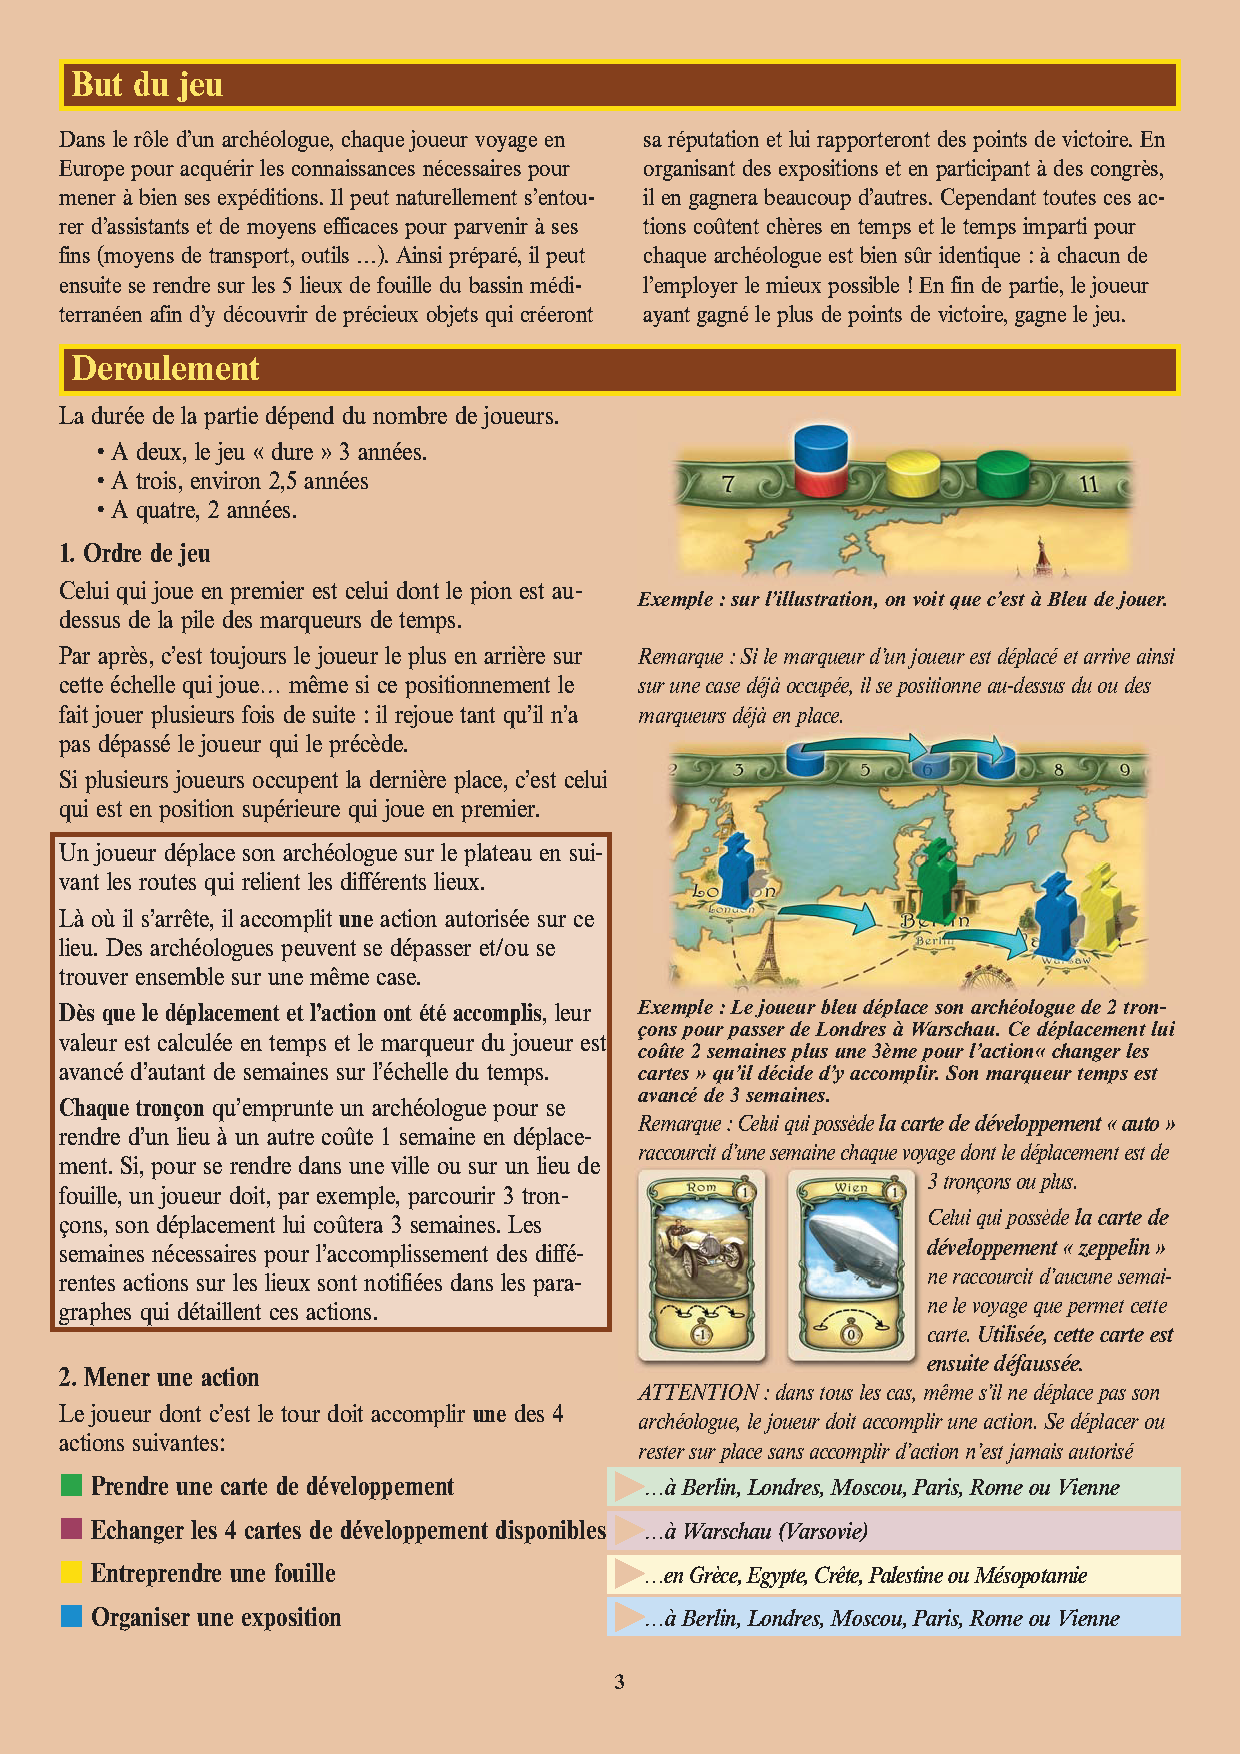 But du jeu
Dans le rôle d’un archéologue, chaque joueur voyage en
Europe pour acquérir les connaissances nécessaires pour
mener à bien ses expéditions. Il peut naturellement s’entou-
rer d’assistants et de moyens efficaces pour parvenir à ses
fins (moyens de transport, outils …). Ainsi préparé, il peut
ensuite se rendre sur les 5 lieux de fouille du bassin médi-
terranéen afin d’y découvrir de précieux objets qui créeront
sa réputation et lui rapporteront des points de victoire. En
organisant des expositions et en participant à des congrès,
il en gagnera beaucoup d’autres. Cependant toutes ces ac-
tions coûtent chères en temps et le temps imparti pour
chaque archéologue est bien sûr identique : à chacun de
l’employer le mieux possible ! En fin de partie, le joueur
ayant gagné le plus de points de victoire, gagne le jeu.
Deroulement
La durée de la partie dépend du nombre de joueurs.
• A deux, le jeu « dure » 3 années.
• A trois, environ 2,5 années
• A quatre, 2 années.
1. Ordre de jeu
Celui qui joue en premier est celui dont le pion est au-
dessus de la pile des marqueurs de temps.
Par après, c’est toujours le joueur le plus en arrière sur
cette échelle qui joue… même si ce positionnement le
fait jouer plusieurs fois de suite : il rejoue tant qu’il n’a
pas dépassé le joueur qui le précède.
Si plusieurs joueurs occupent la dernière place, c’est celui
qui est en position supérieure qui joue en premier.
Un joueur déplace son archéologue sur le plateau en sui-
vant les routes qui relient les différents lieux.
Là où il s’arrête, il accomplit une action autorisée sur ce
lieu. Des archéologues peuvent se dépasser et/ou se
trouver ensemble sur une même case.
Dès que le déplacement et l’action ont été accomplis, leur
valeur est calculée en temps et le marqueur du joueur est
avancé d’autant de semaines sur l’échelle du temps.
Chaque tronçon qu’emprunte un archéologue pour se
rendre d’un lieu à un autre coûte 1 semaine en déplace-
ment. Si, pour se rendre dans une ville ou sur un lieu de
fouille, un joueur doit, par exemple, parcourir 3 tron-
çons, son déplacement lui coûtera 3 semaines. Les
semaines nécessaires pour l’accomplissement des diffé-
rentes actions sur les lieux sont notifiées dans les para-
graphes qui détaillent ces actions.
2. Mener une action
Le joueur dont c’est le tour doit accomplir une des 4
actions suivantes:
7 11
Exemple : sur l’illustration, on voit que c’est à Bleu de jouer.
Remarque : Si le marqueur d’un joueur est déplacé et arrive ainsi
sur une case déjà occupée, il se positionne au-dessus du ou des
marqueurs déjà en place.
2 3 5 6 8 9
London
Berlin
Berlin
Warsaw
Exemple : Le joueur bleu déplace son archéologue de 2 tron-
çons pour passer de Londres à Warschau. Ce déplacement lui
coûte 2 semaines plus une 3ème pour l’action« changer les
cartes » qu’il décide d’y accomplir. Son marqueur temps est
avancé de 3 semaines.
Remarque : Celui qui possède la carte de développement « auto »
raccourcit d’une semaine chaque voyage dont le déplacement est de
3 tronçons ou plus.
Rom 1
-1
Wien 1
0
Celui qui possède la carte de
développement « zeppelin »
ne raccourcit d’aucune semai-
ne le voyage que permet cette
carte. Utilisée, cette carte est
ensuite défaussée.
ATTENTION : dans tous les cas, même s’il ne déplace pas son
archéologue, le joueur doit accomplir une action. Se déplacer ou
rester sur place sans accomplir d’action n’est jamais autorisé
Prendre une carte de développement …à Berlin, Londres, Moscou, Paris, Rome ou Vienne
Echanger les 4 cartes de développement disponibles …à Warschau (Varsovie)
Entreprendre une fouille …en Grèce, Egypte, Crête, Palestine ou Mésopotamie
Organiser une exposition …à Berlin, Londres, Moscou, Paris, Rome ou Vienne
3